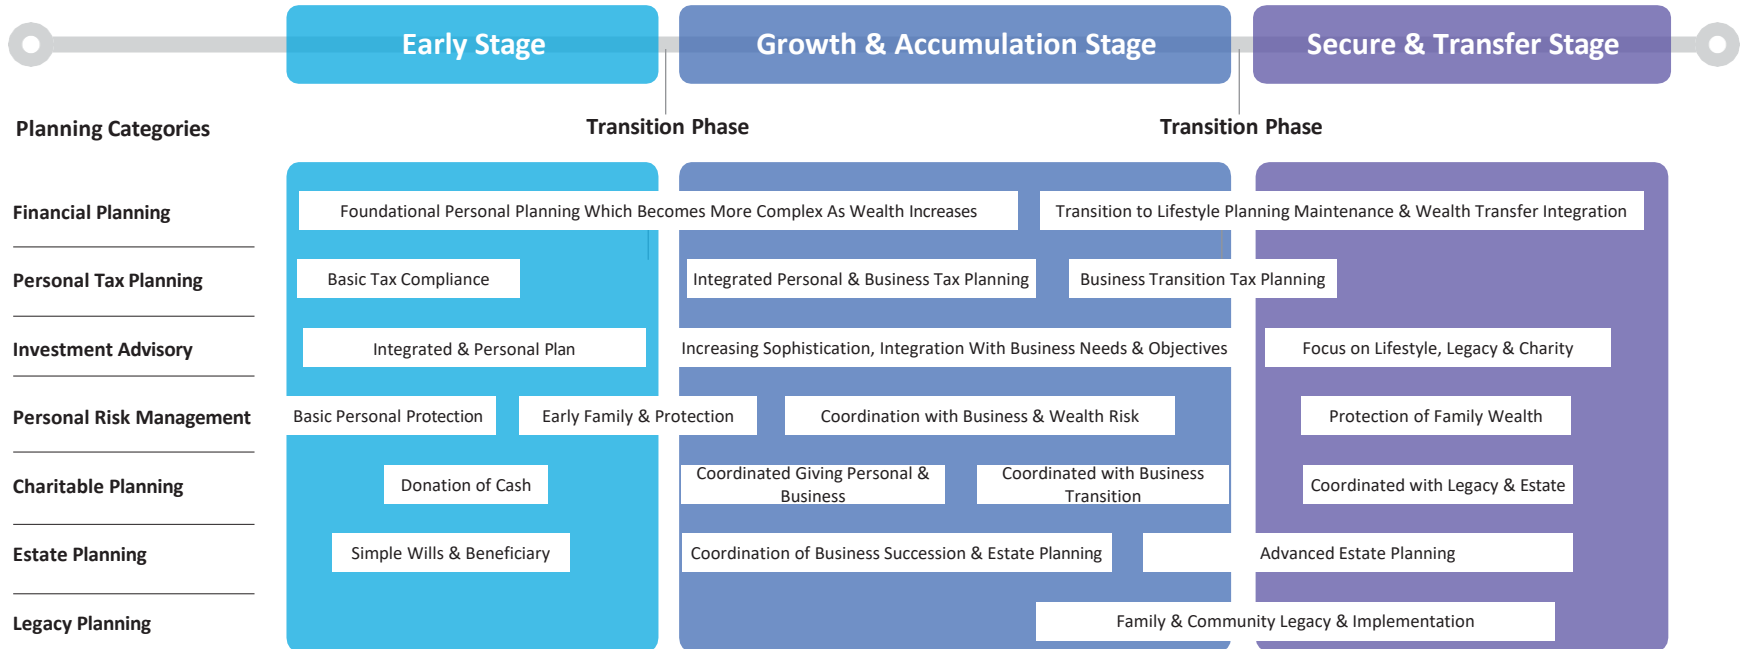 Early Stage
Growth & Accumulation Stage
Secure & Transfer Stage
Planning Categories
Transition Phase
Transition Phase
Financial Planning
Foundational Personal Planning Which Becomes More Complex As Wealth Increases
Transition to Lifestyle Planning Maintenance & Wealth Transfer Integration
Personal Tax Planning
Basic Tax Compliance
Integrated Personal & Business Tax Planning
Business Transition Tax Planning
Investment Advisory
Integrated & Personal Plan
Increasing Sophistication, Integration With Business Needs & Objectives
Focus on Lifestyle, Legacy & Charity
Personal Risk Management
Basic Personal Protection
Early Family & Protection
Coordination with Business & Wealth Risk
Protection of Family Wealth
Charitable Planning
Donation of Cash
Coordinated Giving Personal &
Business
Coordinated with Business
Transition
Coordinated with Legacy & Estate
Estate Planning
Simple Wills & Beneficiary
Coordination of Business Succession & Estate Planning
Advanced Estate Planning
Legacy Planning
Family & Community Legacy & Implementation